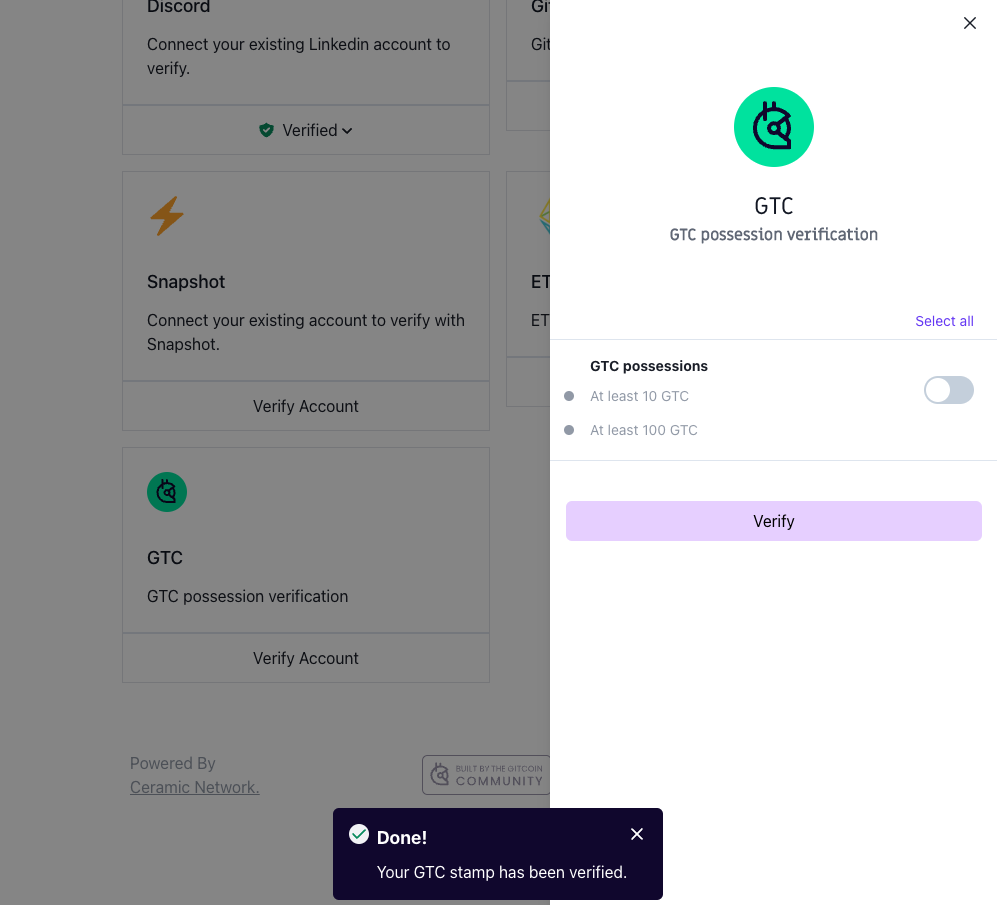 Discord
Connect your existing Linkedin account to
verify.
Verified
Git
Snapshot
Connect your existing account to verify with
Snapshot.
Verify Account
ET
ET
GTC
GTC possession verification
Verify Account
Powered By
Ceramic Network.
BUILT BY THE GITCOIN
COMMUNITY
GTC
GTC possession verification
Select all
GTC possessions
At least 10 GTC
At least 100 GTC
Verify
Done!
Your GTC stamp has been verified.